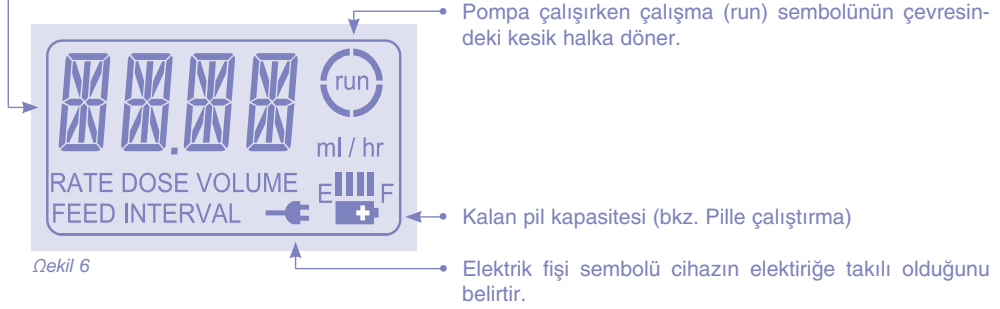 Pompa çalışırken çalışma (run) sembolünün çevresin-
deki kesik halka döner.
run
ml / hr
RATE DOSE VOLUME
E F
FEED INTERVAL
Kalan pil kapasitesi (bkz. Pille çalıştırma)
Ωekil 6
Elektrik fişi sembolü cihazın elektiriğe takılı olduğunu
belirtir.